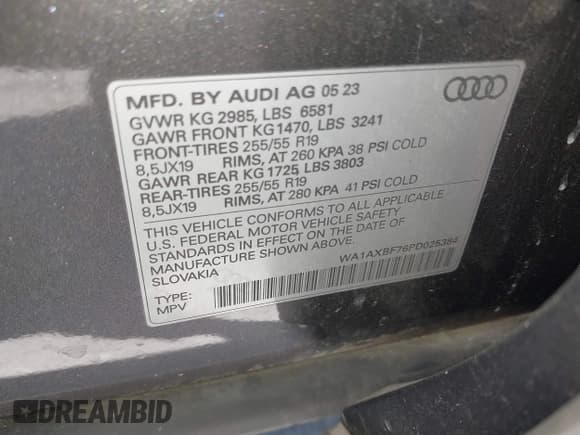 MFD. BY AUDI AG 05 23
GVWR KG 2985, LBS 6581
GAWR FRONT KG1470, LBS 3241
FRONT-TIRES 255/55 R19
8,5JX19 RIMS, AT 260 KPA 38 PSI COLD
GAWR REAR KG 1725, LBS 3803
REAR-TIRES 255/55 R19
8,5JX19 RIMS, AT 280 KPA 41 PSI COLD
THIS VEHICLE CONFORMS TO ALL APPLICABLE
U.S. FEDERAL MOTOR VEHICLE SAFETY
STANDARDS IN EFFECT ON THE DATE OF
MANUFACTURE SHOWN ABOVE.
SLOVAKIA
WA1AXBF76PD025384
TYPE:
MPV
DREAMBID